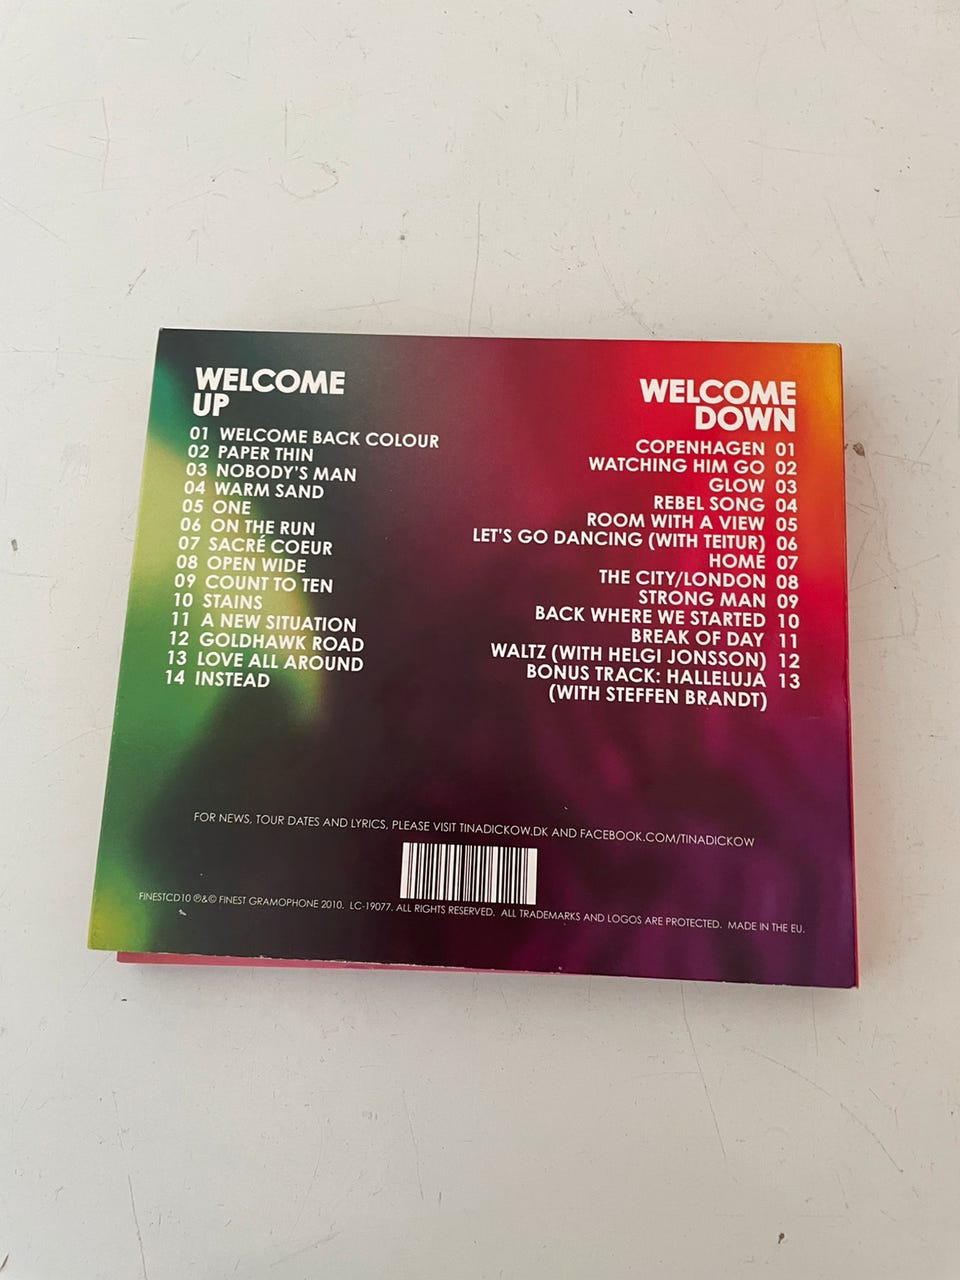 WELCOME
UP
01 WELCOME BACK COLOUR
02 PAPER THIN
03 NOBODY'S MAN
04 WARM SAND
05 ONE
06 ON THE RUN
07 SACRÉ COEUR
08 OPEN WIDE
09 COUNT TO TEN
10 STAINS
11 A NEW SITUATION
12 GOLDHAWK ROAD
13 LOVE ALL AROUND
14 INSTEAD
WELCOME
DOWN
COPENHAGEN 01
WATCHING HIM GO 02
GLOW 03
REBEL SONG 04
ROOM WITH A VIEW 05
LET'S GO DANCING (WITH TEITUR) 06
HOME 07
THE CITY/LONDON 08
STRONG MAN 09
BACK WHERE WE STARTED 10
BREAK OF DAY 11
WALTZ (WITH HELGI JONSSON) 12
BONUS TRACK: HALLELUJA 13
(WITH STEFFEN BRANDT)
FOR NEWS, TOUR DATES AND LYRICS, PLEASE VISIT TINADICKOW.DK AND FACEBOOK.COM/TINADICKOW
FINESTCD10 ℗&© FINEST GRAMOPHONE 2010. LC-19077. ALL RIGHTS RESERVED. ALL TRADEMARKS AND LOGOS ARE PROTECTED. MADE IN THE EU.